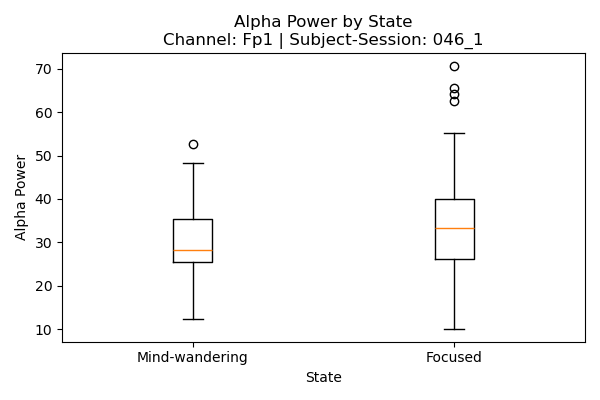 Alpha Power by State
Channel: Fp1 | Subject-Session: 046_1
Alpha Power
70
60
50
40
30
20
10
Mind-wandering
Focused
State